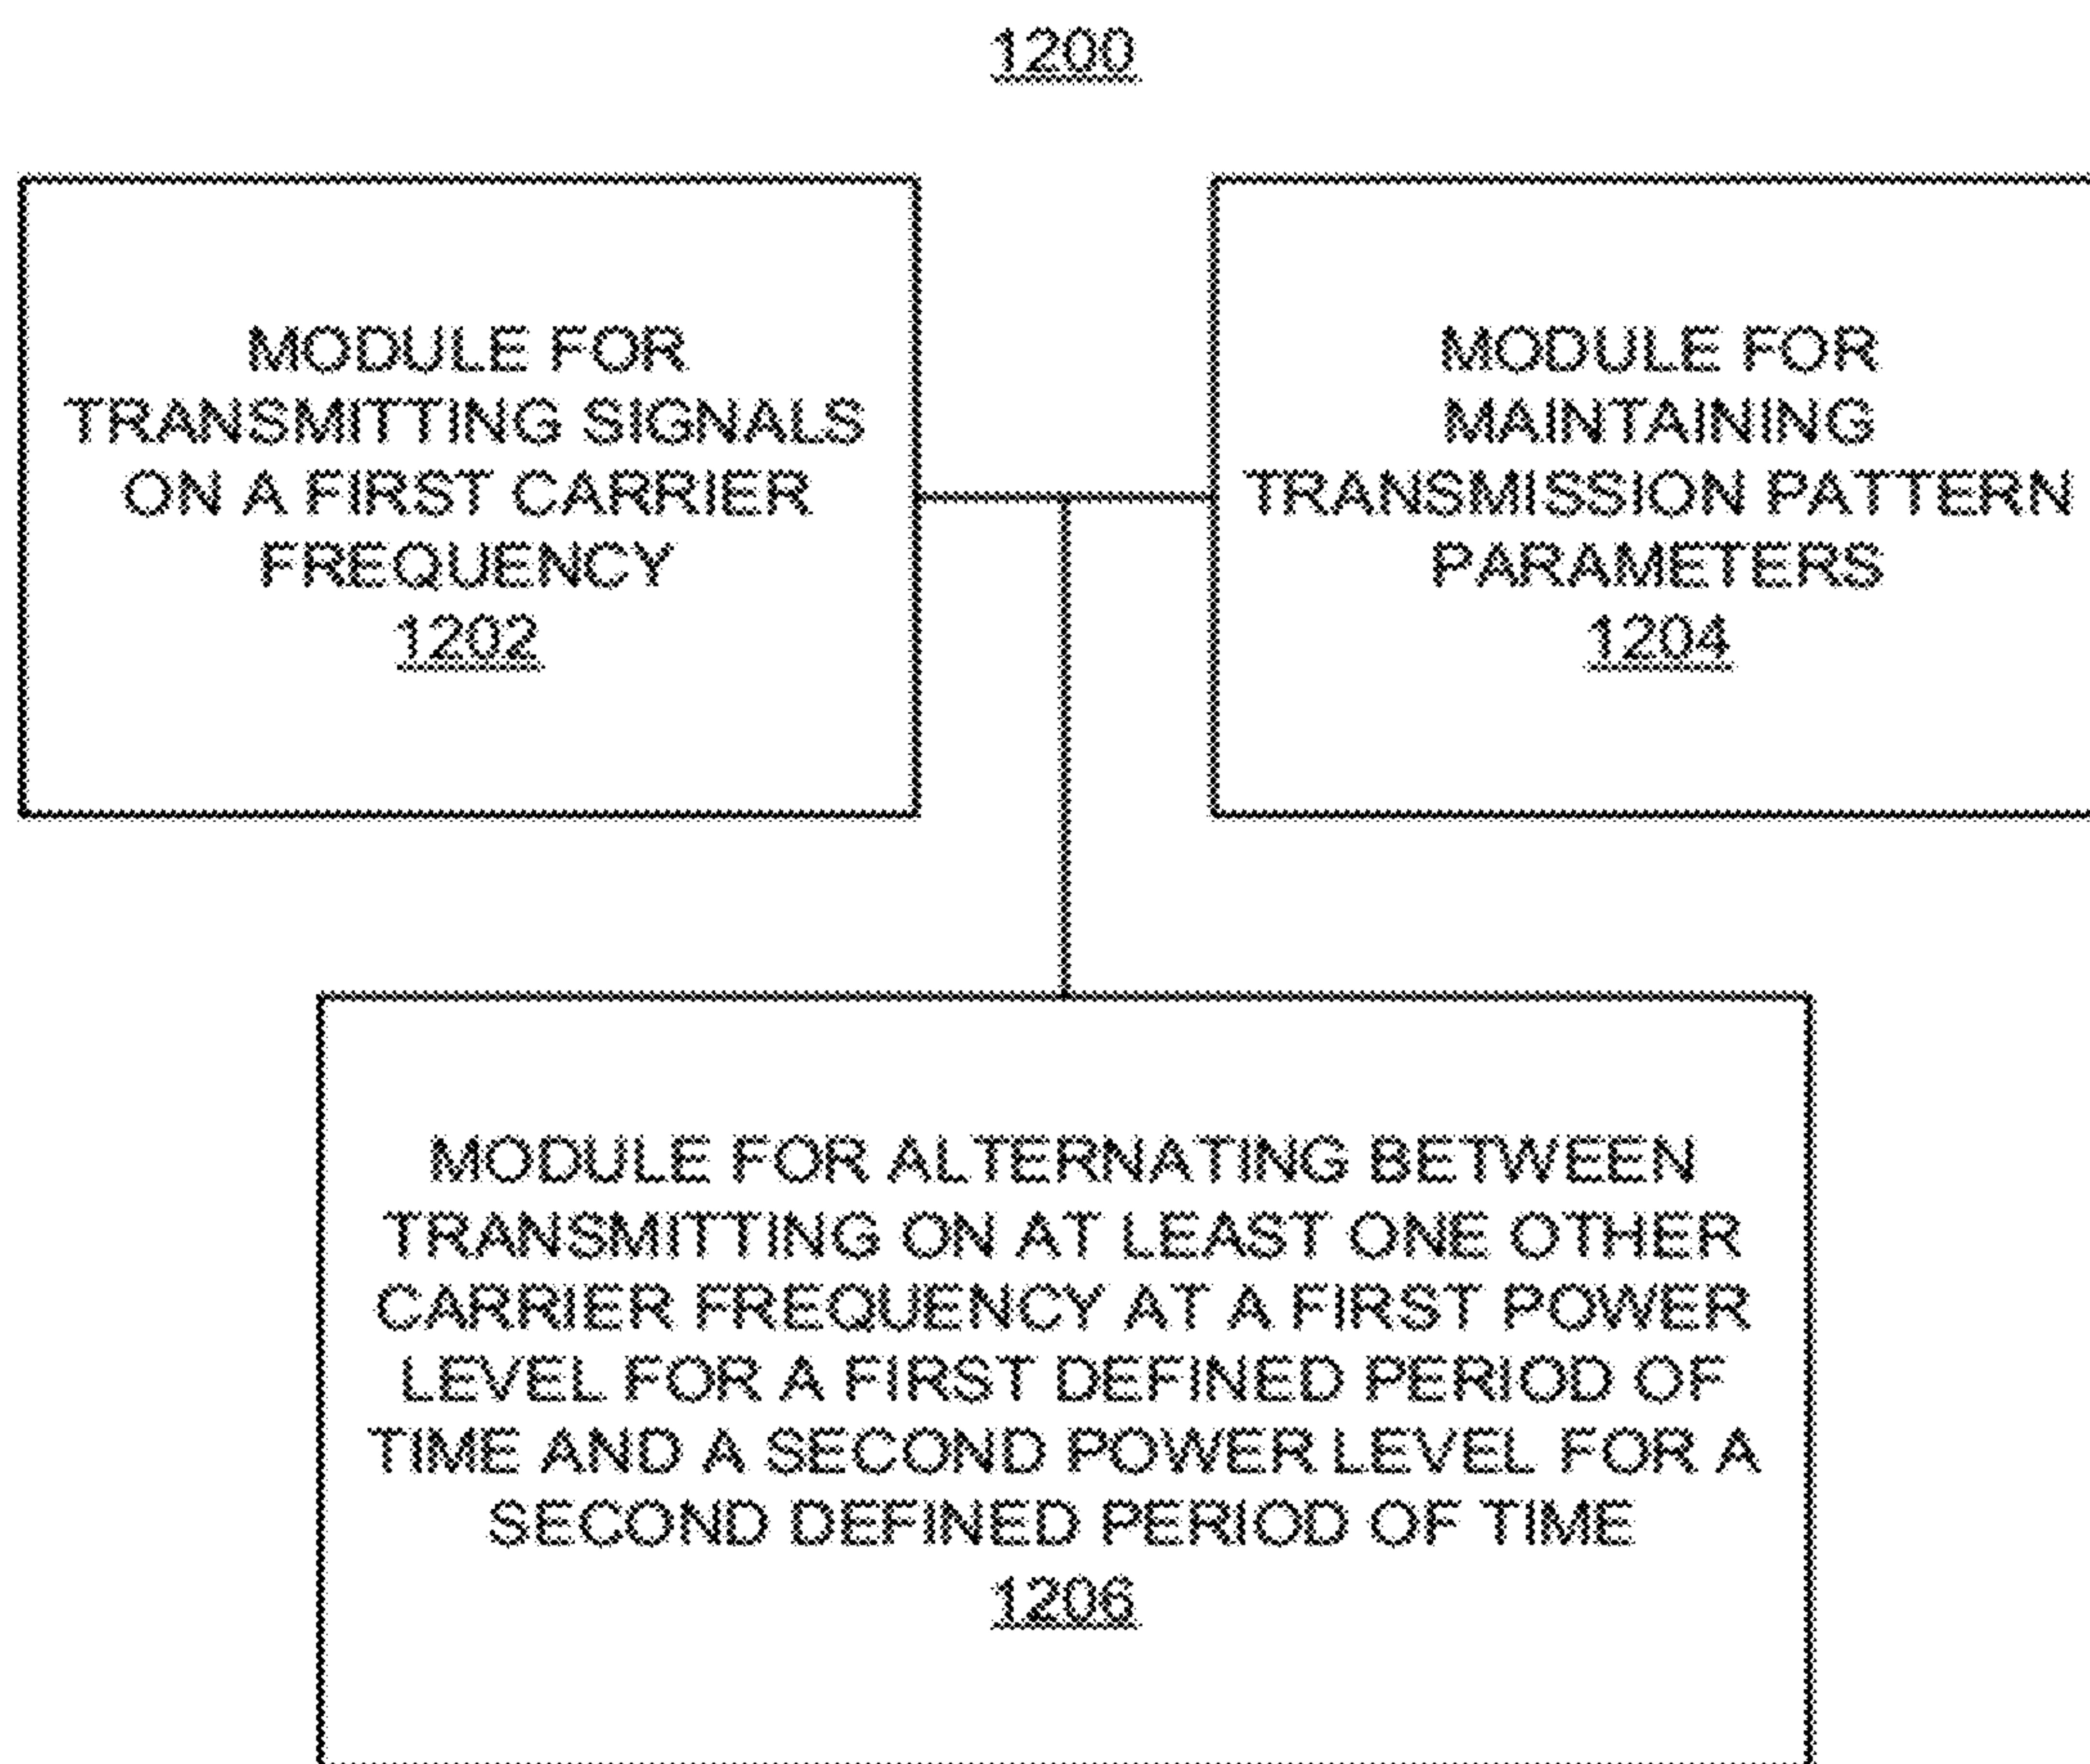 1200
MODULE FOR
TRANSMITTING SIGNALS
ON A FIRST CARRIER
FREQUENCY
1202
MODULE FOR
MAINTAINING
TRANSMISSION PATTERN
PARAMETERS
1204
MODULE FOR ALTERNATING BETWEEN
TRANSMITTING ON AT LEAST ONE OTHER
CARRIER FREQUENCY AT A FIRST POWER
LEVEL FOR A FIRST DEFINED PERIOD OF
TIME AND A SECOND POWER LEVEL FOR A
SECOND DEFINED PERIOD OF TIME
1206